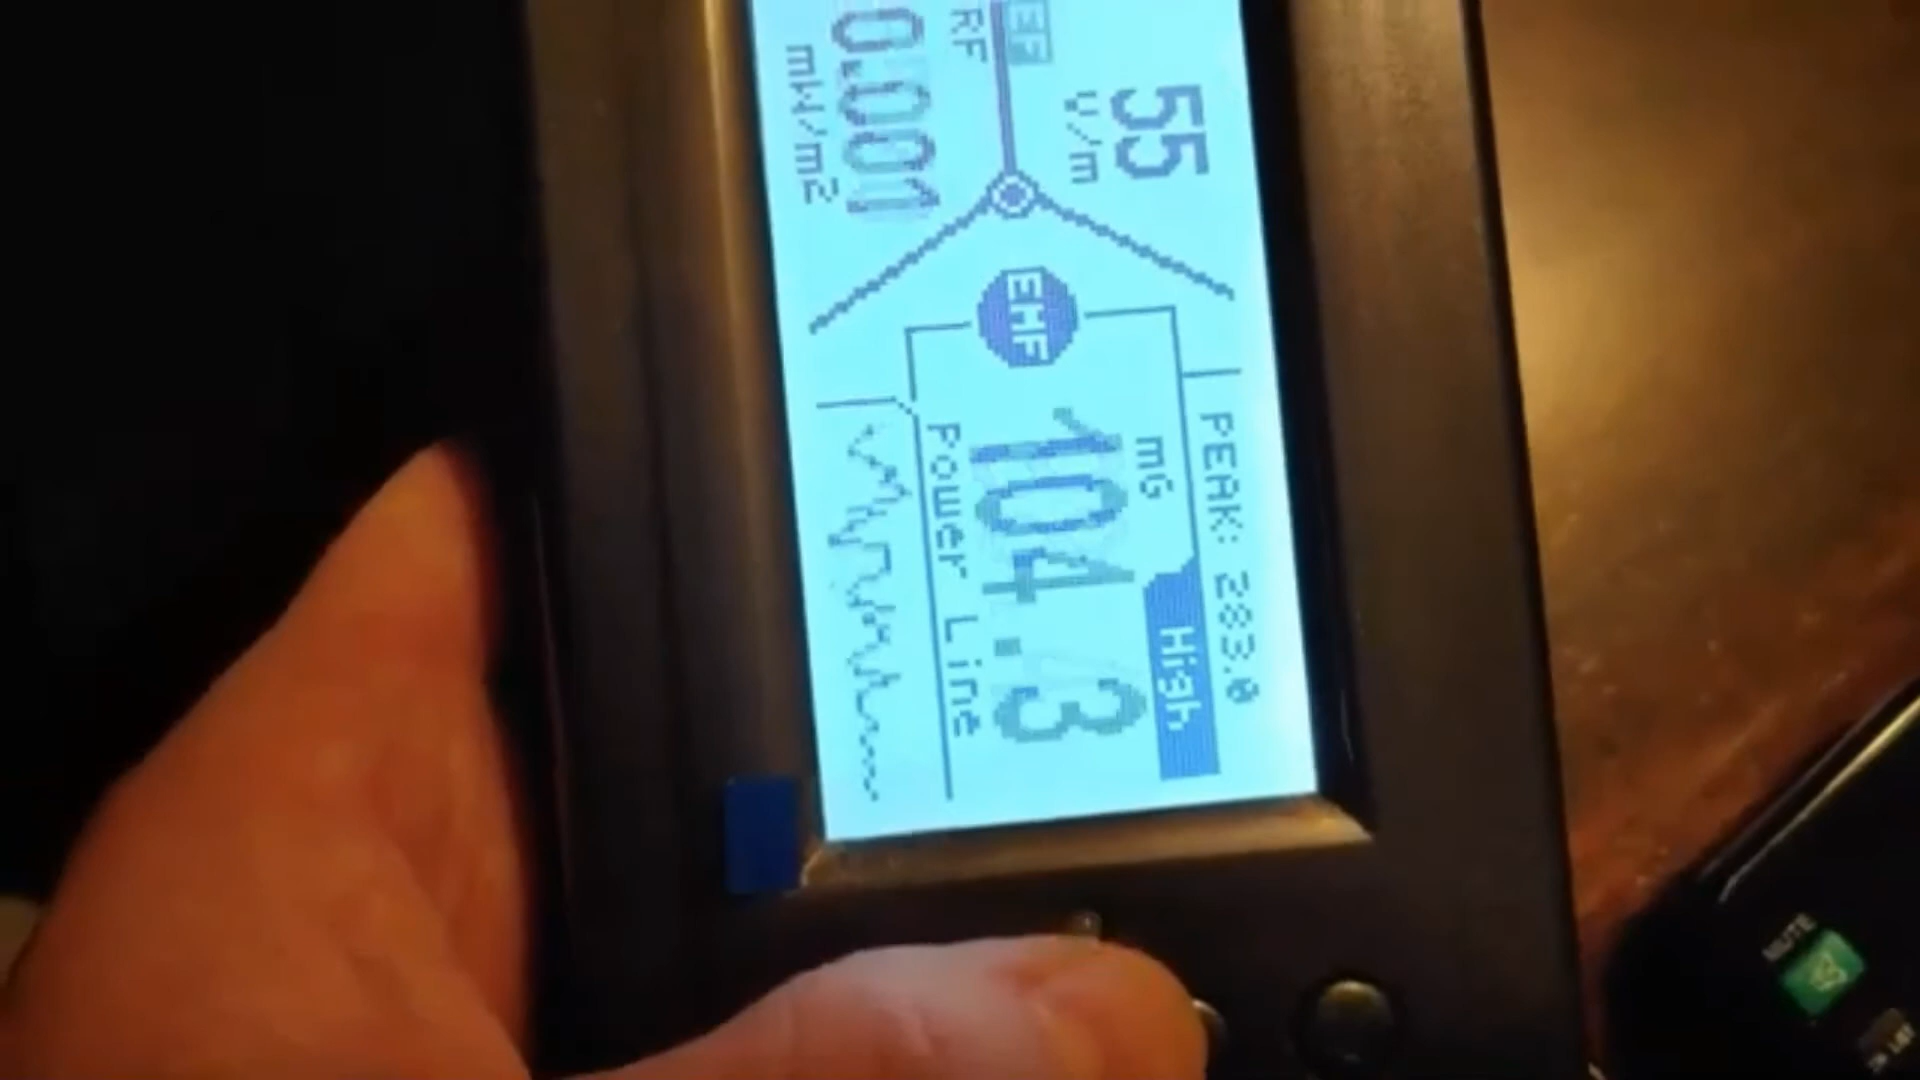 EF
55
V/m
RF
0.001
mW/m2
EMF
PEAK: 283.0
mG
High
104.3
Power Line
MUTE